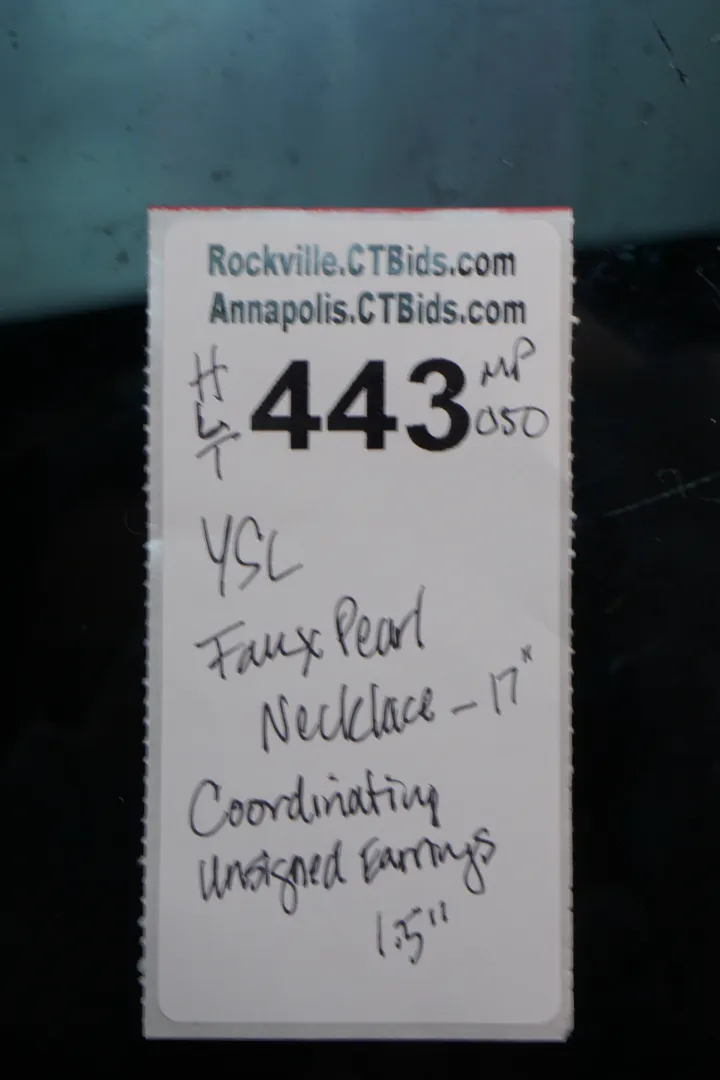 Rockville.CTBids.com
Annapolis.CTBids.com
H
L
T
443
MP
050
YSL
Faux Pearl
Necklace - 17"
Coordinating
Unsigned Earrings
1.5"